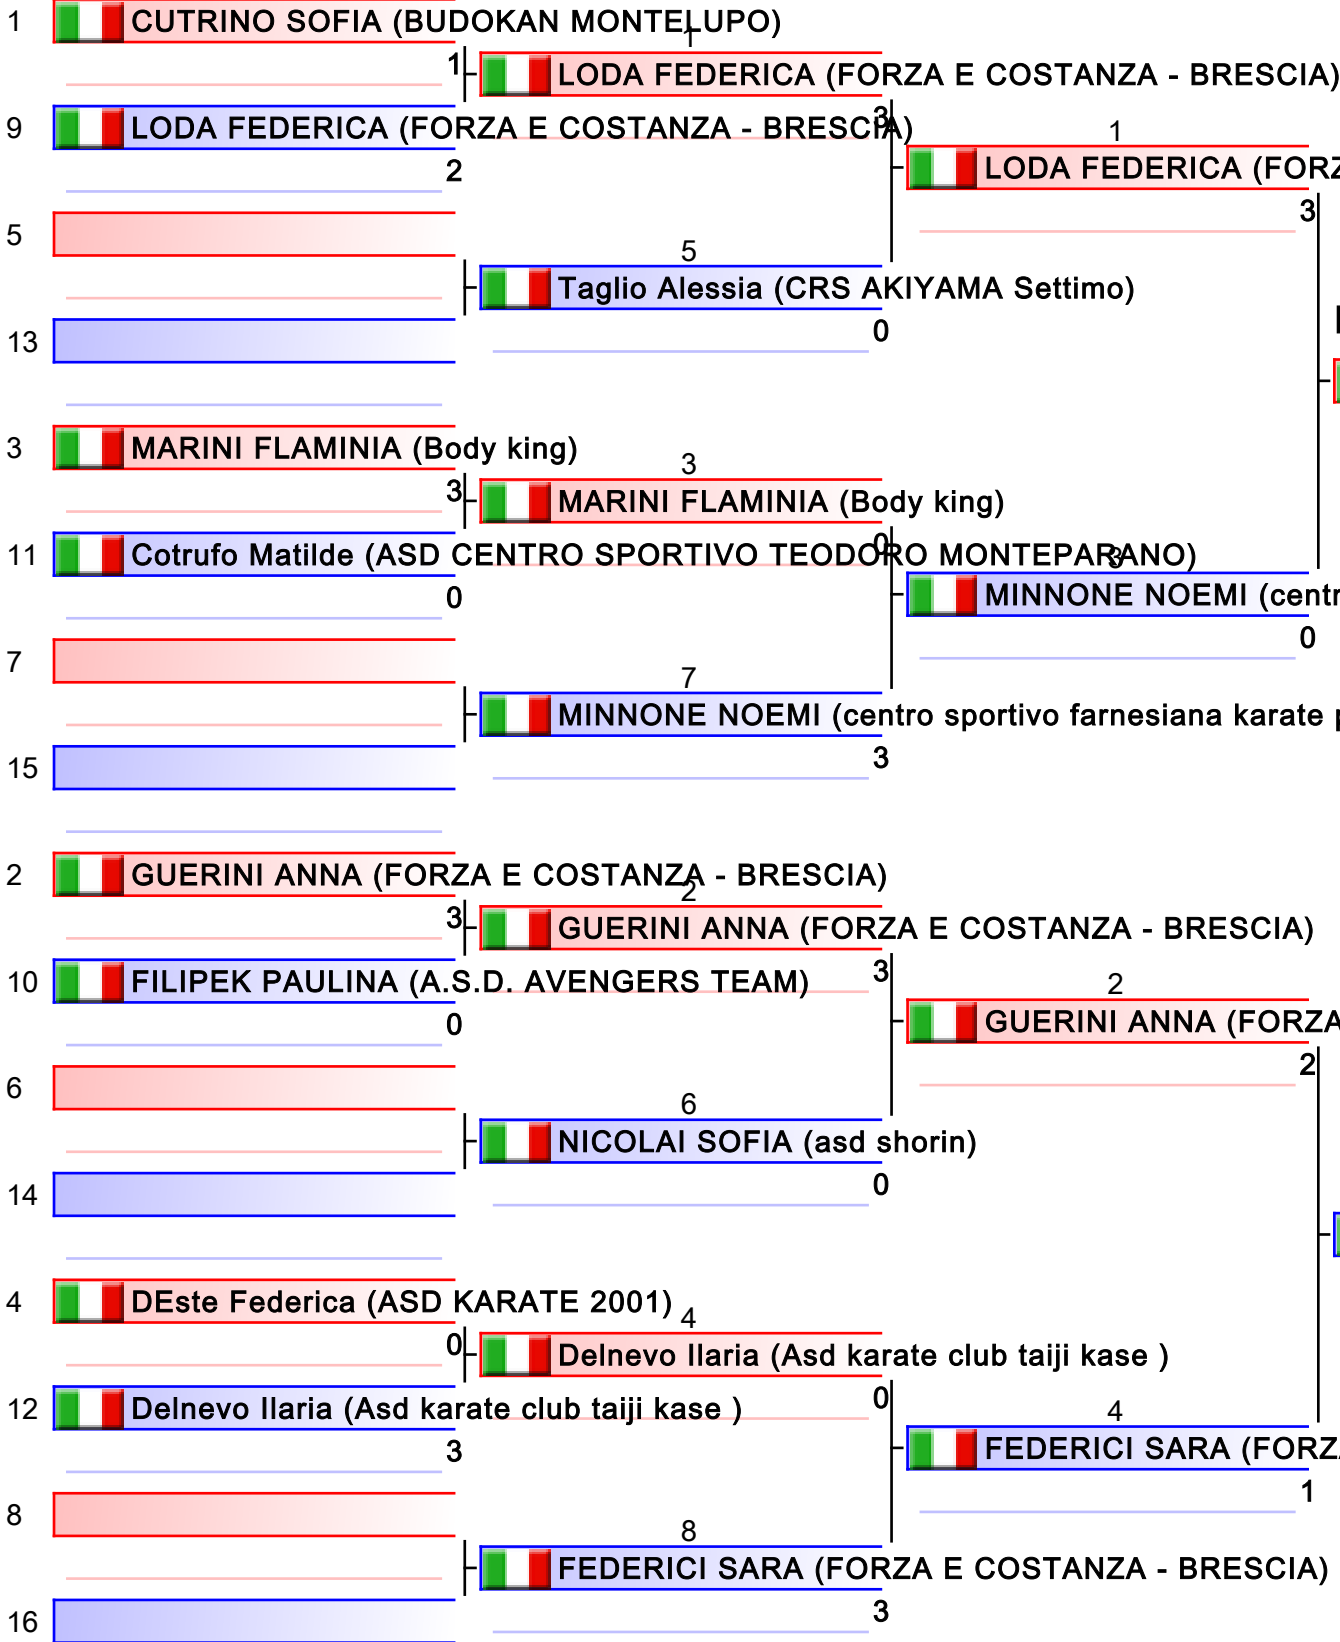 1 CUTRINO SOFIA (BUDOKAN MONTELUPO)
1
1 LODA FEDERICA (FORZA E COSTANZA - BRESCIA)
9 LODA FEDERICA (FORZA E COSTANZA - BRESCIA)
3
1
2
LODA FEDERICA (FORZ
3
5
5
Taglio Alessia (CRS AKIYAMA Settimo)
0
13
3 MARINI FLAMINIA (Body king)
3
3 MARINI FLAMINIA (Body king)
0
11 Cotrufo Matilde (ASD CENTRO SPORTIVO TEODORO MONTEPARANO)
3
0
MINNONE NOEMI (centr
0
7
7
MINNONE NOEMI (centro sportivo farnesiana karate
3
15
2 GUERINI ANNA (FORZA E COSTANZA - BRESCIA)
2
3 GUERINI ANNA (FORZA E COSTANZA - BRESCIA)
3
10 FILIPEK PAULINA (A.S.D. AVENGERS TEAM)
2
0
GUERINI ANNA (FORZA
2
6
6
NICOLAI SOFIA (asd shorin)
0
14
4 DEste Federica (ASD KARATE 2001)
4
0 Delnevo Ilaria (Asd karate club taiji kase )
0
12 Delnevo Ilaria (Asd karate club taiji kase )
4
3
FEDERICI SARA (FORZ
1
8
8
FEDERICI SARA (FORZA E COSTANZA - BRESCIA)
3
16